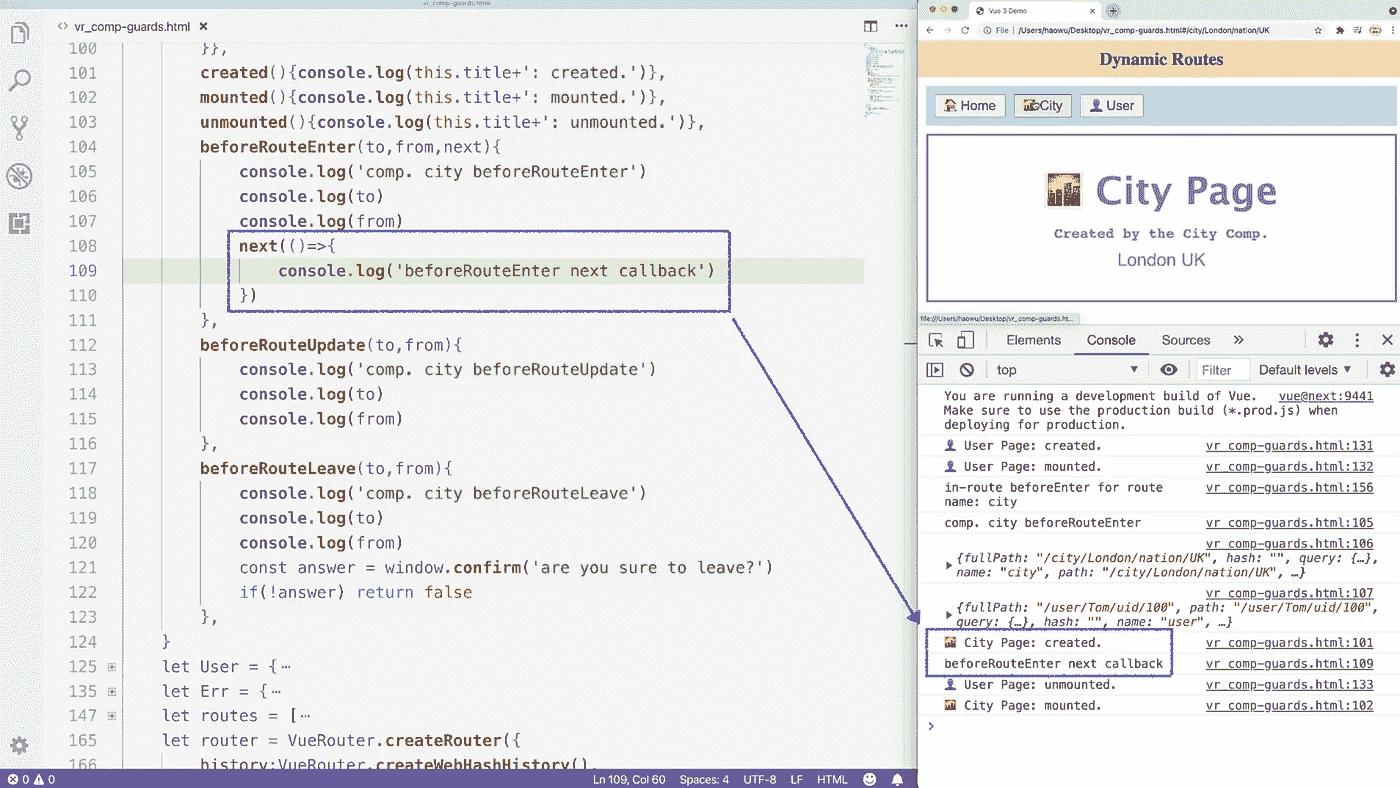 vr_comp-guards.html
vr_comp-guards.html
100 }},
101 created(){console.log(this.title+': created.')},
102 mounted(){console.log(this.title+': mounted.')},
103 unmounted(){console.log(this.title+': unmounted.')},
104 beforeRouteEnter(to,from,next){
105 console.log('comp. city beforeRouteEnter')
106 console.log(to)
107 console.log(from)
108 next(()=>{
109 console.log('beforeRouteEnter next callback')
110 })
111 },
112 beforeRouteUpdate(to,from){
113 console.log('comp. city beforeRouteUpdate')
114 console.log(to)
115 console.log(from)
116 },
117 beforeRouteLeave(to,from){
118 console.log('comp. city beforeRouteLeave')
119 console.log(to)
120 console.log(from)
121 const answer = window.confirm('are you sure to leave?')
122 if(!answer) return false
123 },
124 }
125 let User = {⋯
135 let Err = {⋯
147 let routes = [⋯
165 let router = VueRouter.createRouter({
166 history:VueRouter.createWebHashHistory(),
0 0 Ln 109, Col 60 Spaces: 4 UTF-8 LF HTML
Vue 3 Demo
File | /Users/haowu/Desktop/vr_comp-guards.html#/city/London/nation/UK
Dynamic Routes
Home City User
City Page
Created by the City Comp.
London UK
file:///Users/haowu/Desktop/vr_comp-guards.ht...
Elements Console Sources »
top Filter Default levels
You are running a development build of Vue. vue@next:9441
Make sure to use the production build (*.prod.js) when
deploying for production.
User Page: created. vr_comp-guards.html:131
User Page: mounted. vr_comp-guards.html:132
in-route beforeEnter for route vr_comp-guards.html:156
name: city
comp. city beforeRouteEnter vr_comp-guards.html:105
vr_comp-guards.html:106
{fullPath: "/city/London/nation/UK", hash: "", query: {…},
name: "city", path: "/city/London/nation/UK", …}
vr_comp-guards.html:107
{fullPath: "/user/Tom/uid/100", path: "/user/Tom/uid/100",
query: {…}, hash: "", name: "user", …}
City Page: created. vr_comp-guards.html:101
beforeRouteEnter next callback vr_comp-guards.html:109
User Page: unmounted. vr_comp-guards.html:133
City Page: mounted. vr_comp-guards.html:102